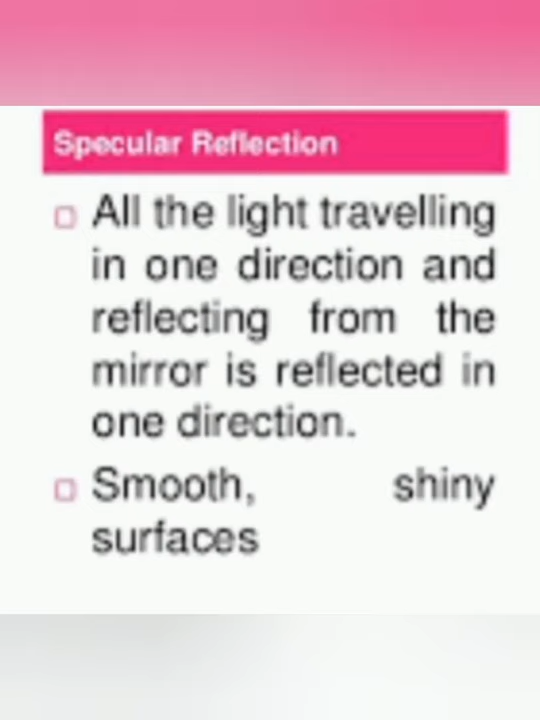 Specular Reflection
All the light travelling
in one direction and
reflecting from the
mirror is reflected in
one direction.
Smooth, shiny
surfaces